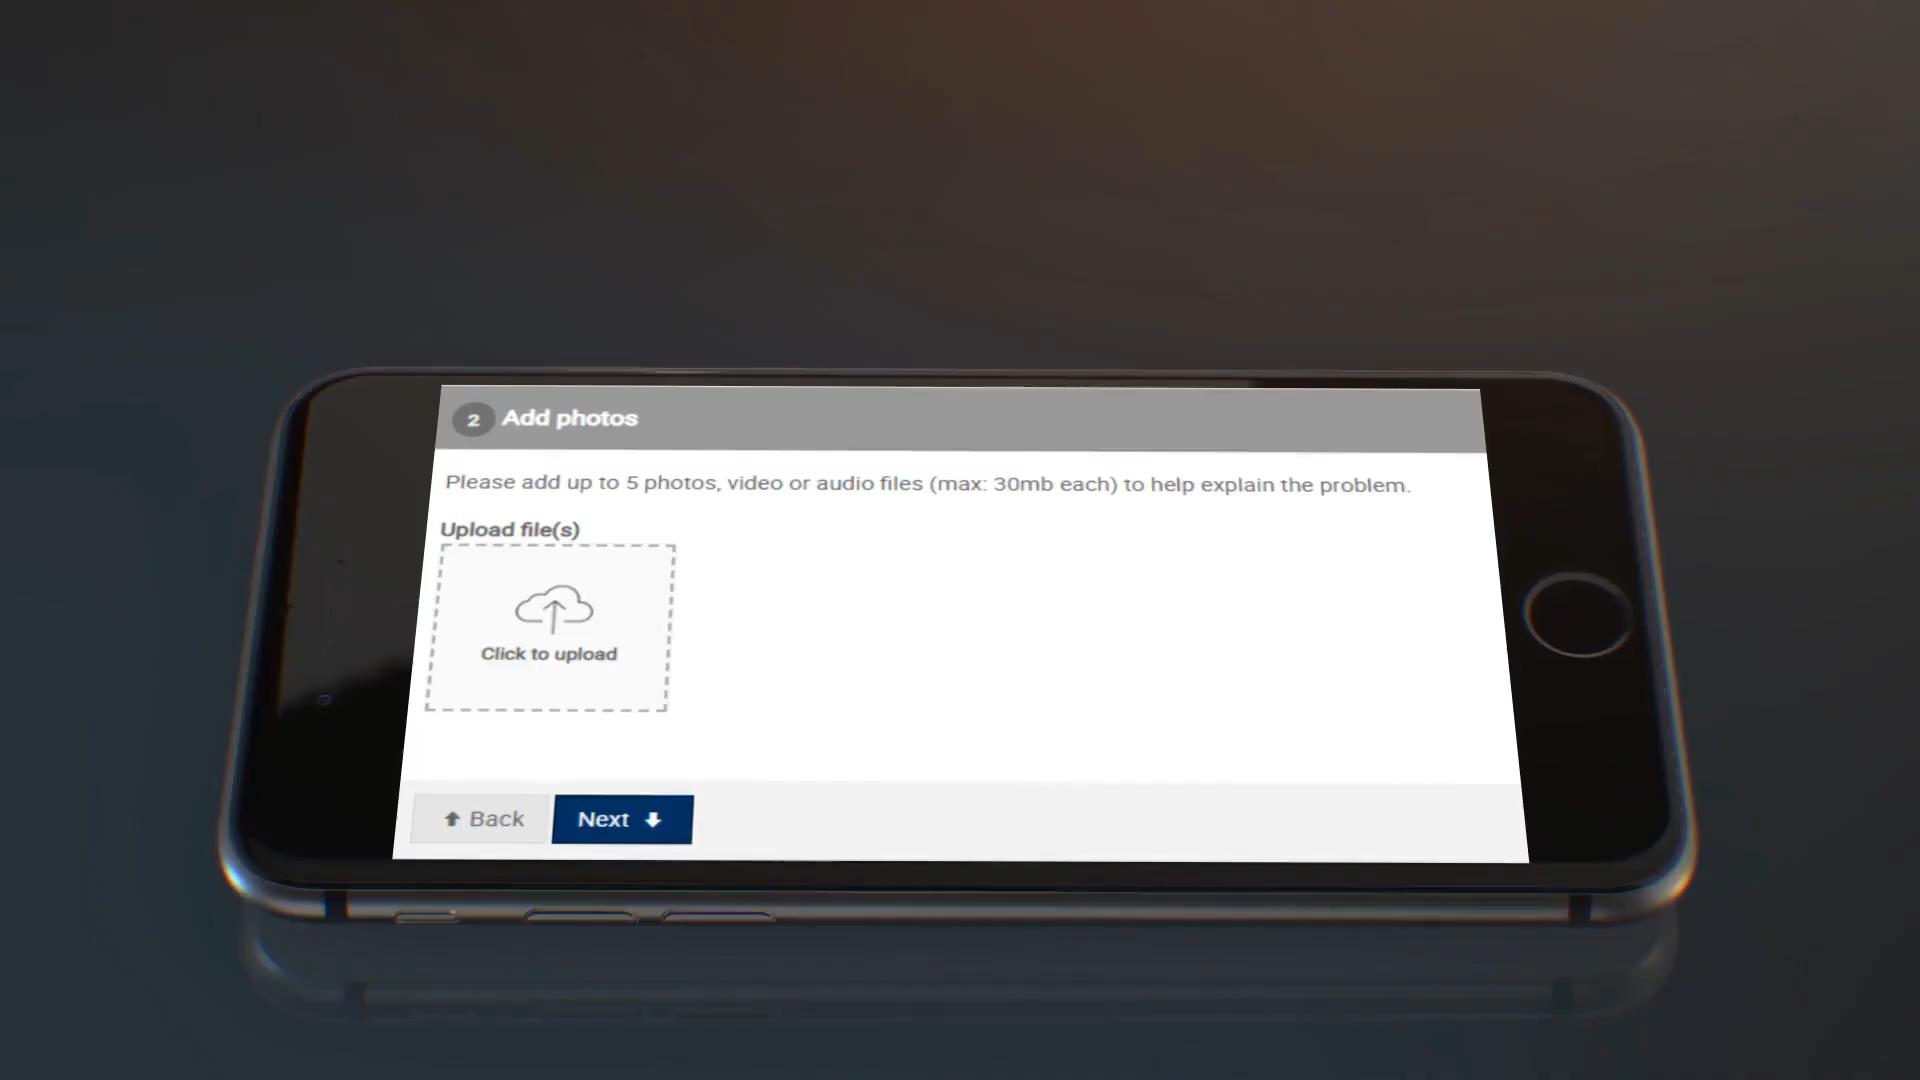 2 Add photos
Please add up to 5 photos, video or audio files (max: 30mb each) to help explain the problem.
Upload file(s)
Click to upload
Back
Next